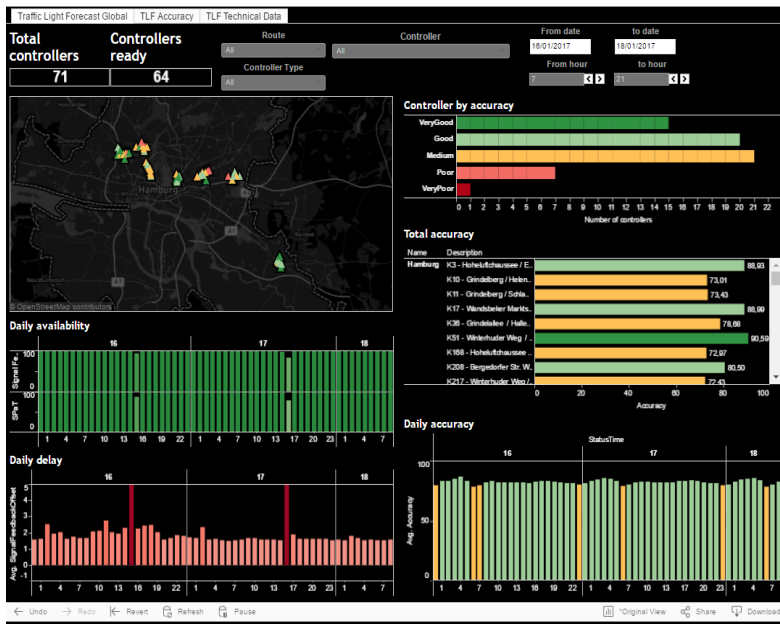 Traffic Light Forecast Global TLF Accuracy TLF Technical Data
Total controllers
Controllers ready
71 64
Route
All
Controller
All
Controller Type
All
From date to date
16/01/2017 18/01/2017
From hour to hour
7 21
Hamburg
© OpenStreetMap contributors
Controller by accuracy
VeryGood
Good
Medium
Poor
VeryPoor
0 1 2 3 4 5 6 7 8 9 10 11 12 13 14 15 16 17 18 19 20 21 22
Number of controllers
Total accuracy
Name Description
Hamburg K3 - Hoheluftchaussee / E.. 88,93
K10 - Grindelberg / Helen.. 73,01
K11 - Grindelberg / Schla.. 73,43
K17 - Wandsbeker Markts.. 88,99
K36 - Grindelallee / Halle.. 78,68
K51 - Winterhuder Weg / .. 90,59
K168 - Hoheluftchaussee .. 72,97
K208 - Bergedorfer Str. W.. 80,50
K217 - Winterhuder Weg /.. 72,43
0 20 40 60 80 100
Accuracy
Daily availability
16 17 18
Signal Fe..
100
0
SPaT
100
0
1 4 7 10 13 16 19 22 1 4 7 10 13 17 20 23 1 4 7
Daily delay
16 17 18
Avg. SignalFeedbackOffset
5
4
3
2
1
0
-1
1 4 7 10 13 16 19 22 1 4 7 10 13 17 20 23 1 4 7
Daily accuracy
StatusTime
16 17 18
Avg. Accuracy
100
50
0
1 4 7 10 13 16 19 22 1 4 7 10 13 17 20 23 1 4 7
Undo Redo Revert Refresh Pause *Original View Share Download